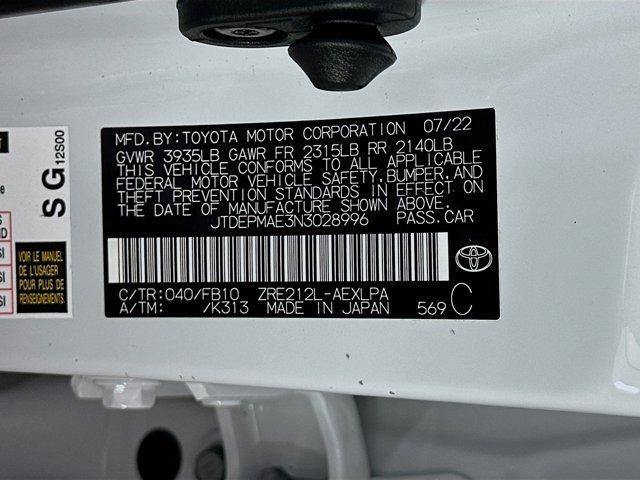 MFD.BY:TOYOTA MOTOR CORPORATION 07/22
GVWR 3935LB GAWR FR 2315LB RR 2140LB
THIS VEHICLE CONFORMS TO ALL APPLICABLE
FEDERAL MOTOR VEHICLE SAFETY,BUMPER,AND
THEFT PREVENTION STANDARDS IN EFFECT ON
THE DATE OF MANUFACTURE SHOWN ABOVE.
JTDEPMAE3N3028996 PASS.CAR
C/TR:040/FB10 ZRE212L-AEXLPA
A/TM: /K313 MADE IN JAPAN 569 C
SG 12S00
VOIR LE MANUEL
DE L'USAGER
POUR PLUS DE
RENSEIGNEMENTS.